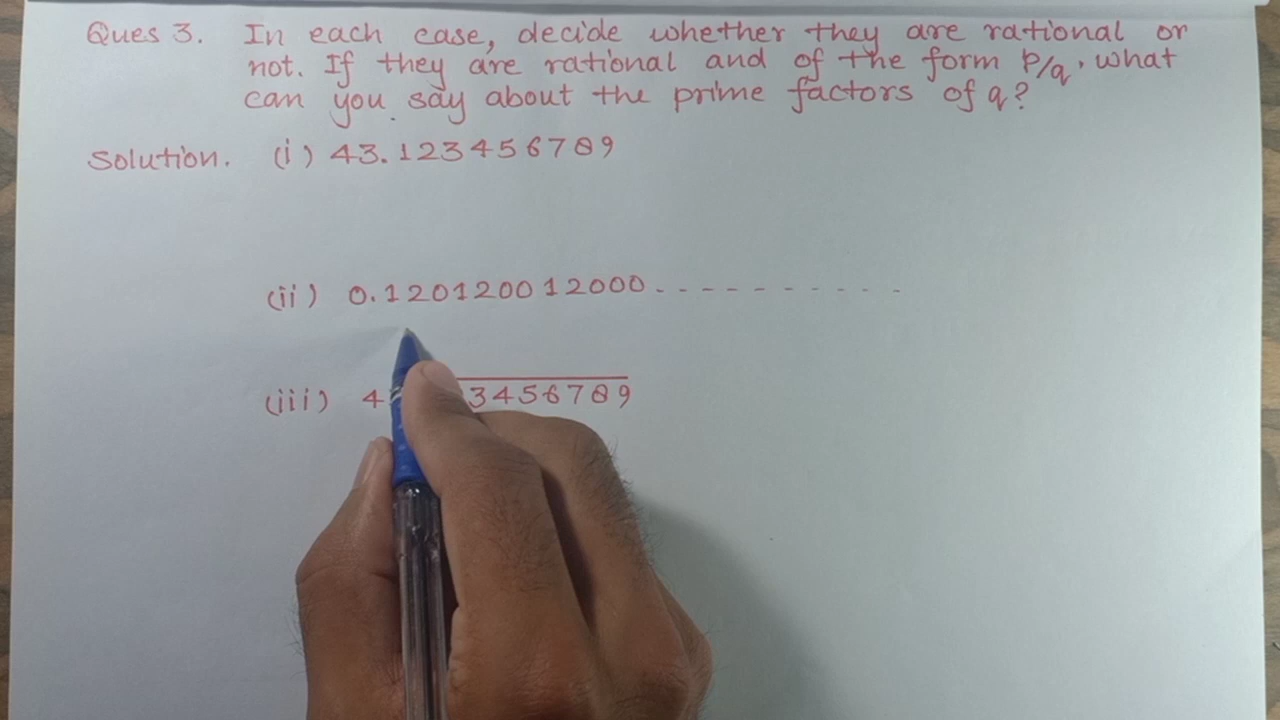 Ques 3. In each case, decide whether they are rational or
not. If they are rational and of the form p/q, what
can you say about the prime factors of q?
Solution. (i) 43.123456789
(ii) 0.120120012000.----------
(iii) 4 3456789